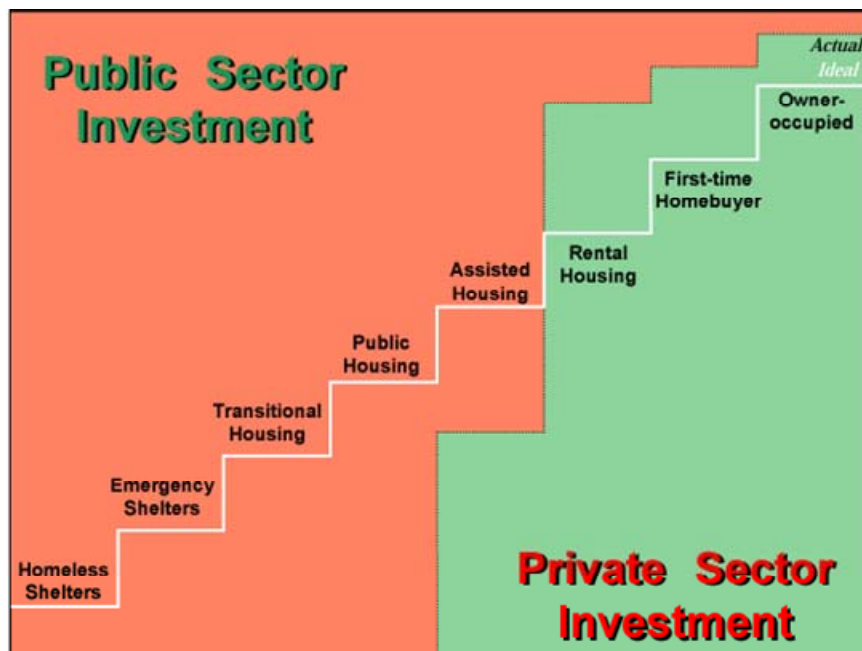 Public Sector
Investment
Actual
Ideal
Owner-
occupied
First-time
Homebuyer
Rental
Housing
Assisted
Housing
Public
Housing
Transitional
Housing
Emergency
Shelters
Homeless
Shelters
Private Sector
Investment